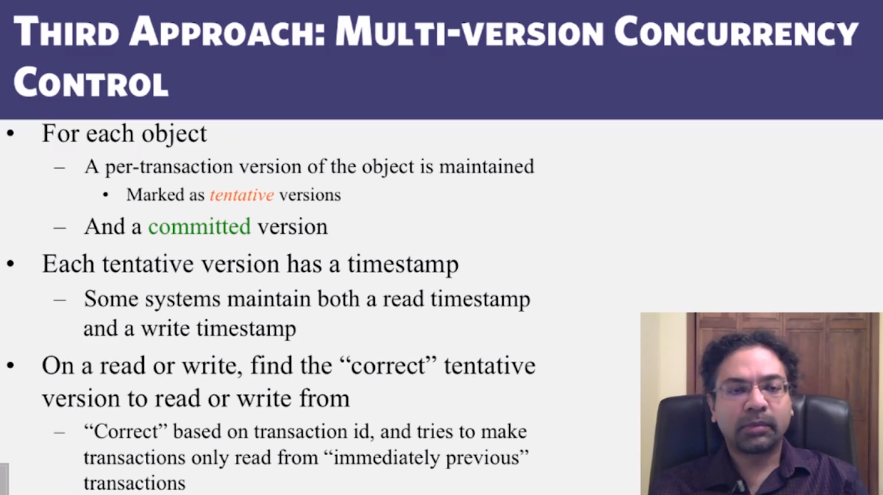 THIRD APPROACH: MULTI-VERSION CONCURRENCY
CONTROL
• For each object
– A per-transaction version of the object is maintained
• Marked as tentative versions
– And a committed version
• Each tentative version has a timestamp
– Some systems maintain both a read timestamp
and a write timestamp
• On a read or write, find the “correct” tentative
version to read or write from
– “Correct” based on transaction id, and tries to make
transactions only read from “immediately previous”
transactions